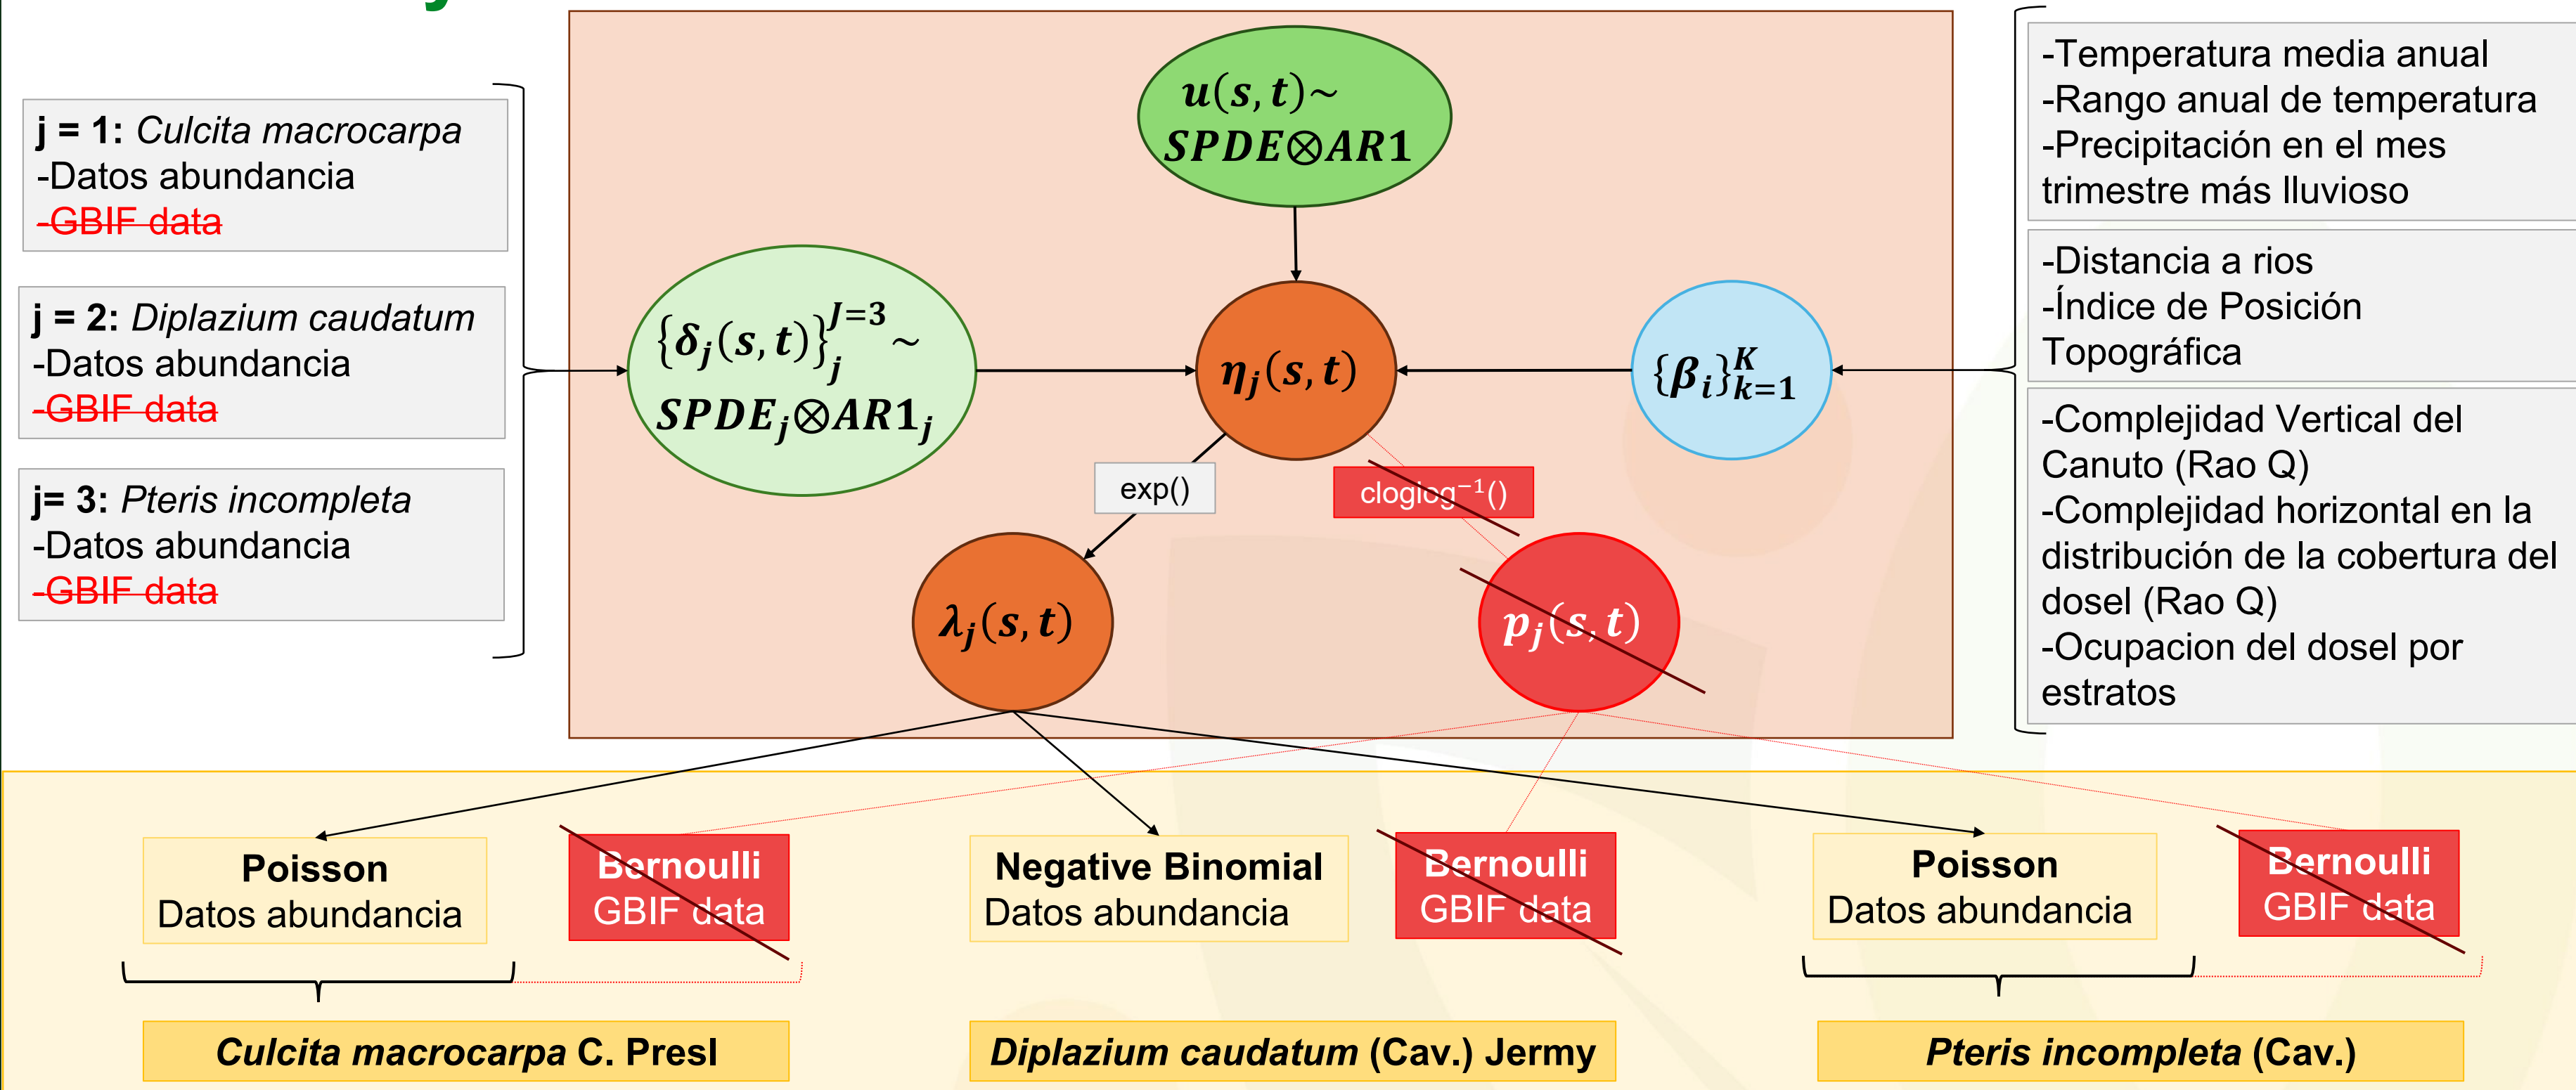 j = 1: Culcita macrocarpa
-Datos abundancia
-GBIF data
j = 2: Diplazium caudatum
-Datos abundancia
-GBIF data
j= 3: Pteris incompleta
-Datos abundancia
-GBIF data
u(s,t)~
SPDE⊗AR1
{δⱼ(s,t)}ⱼ^{J=3} ~
SPDEⱼ⊗AR1ⱼ
ηⱼ(s,t)
{βᵢ}_{k=1}^{K}
exp()
cloglog⁻¹()
λⱼ(s,t)
pⱼ(s,t)
-Temperatura media anual
-Rango anual de temperatura
-Precipitación en el mes
trimestre más lluvioso
-Distancia a rios
-Índice de Posición
Topográfica
-Complejidad Vertical del
Canuto (Rao Q)
-Complejidad horizontal en la
distribución de la cobertura del
dosel (Rao Q)
-Ocupacion del dosel por
estratos
Poisson
Datos abundancia
Bernoulli
GBIF data
Negative Binomial
Datos abundancia
Bernoulli
GBIF data
Poisson
Datos abundancia
Bernoulli
GBIF data
Culcita macrocarpa C. Presl
Diplazium caudatum (Cav.) Jermy
Pteris incompleta (Cav.)